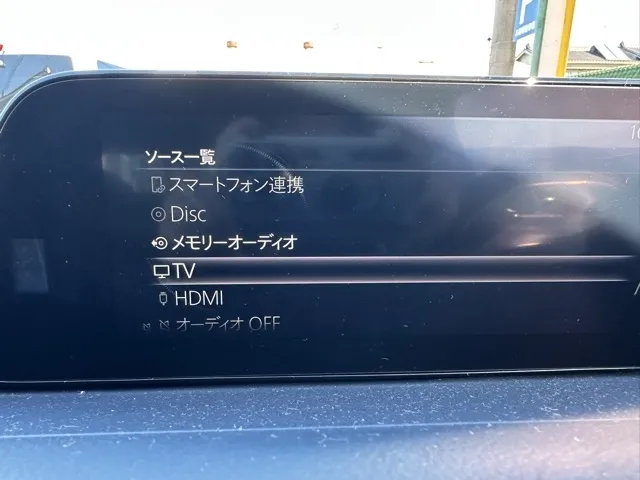 ソース一覧
スマートフォン連携
Disc
メモリーオーディオ
TV
HDMI
オーディオ OFF